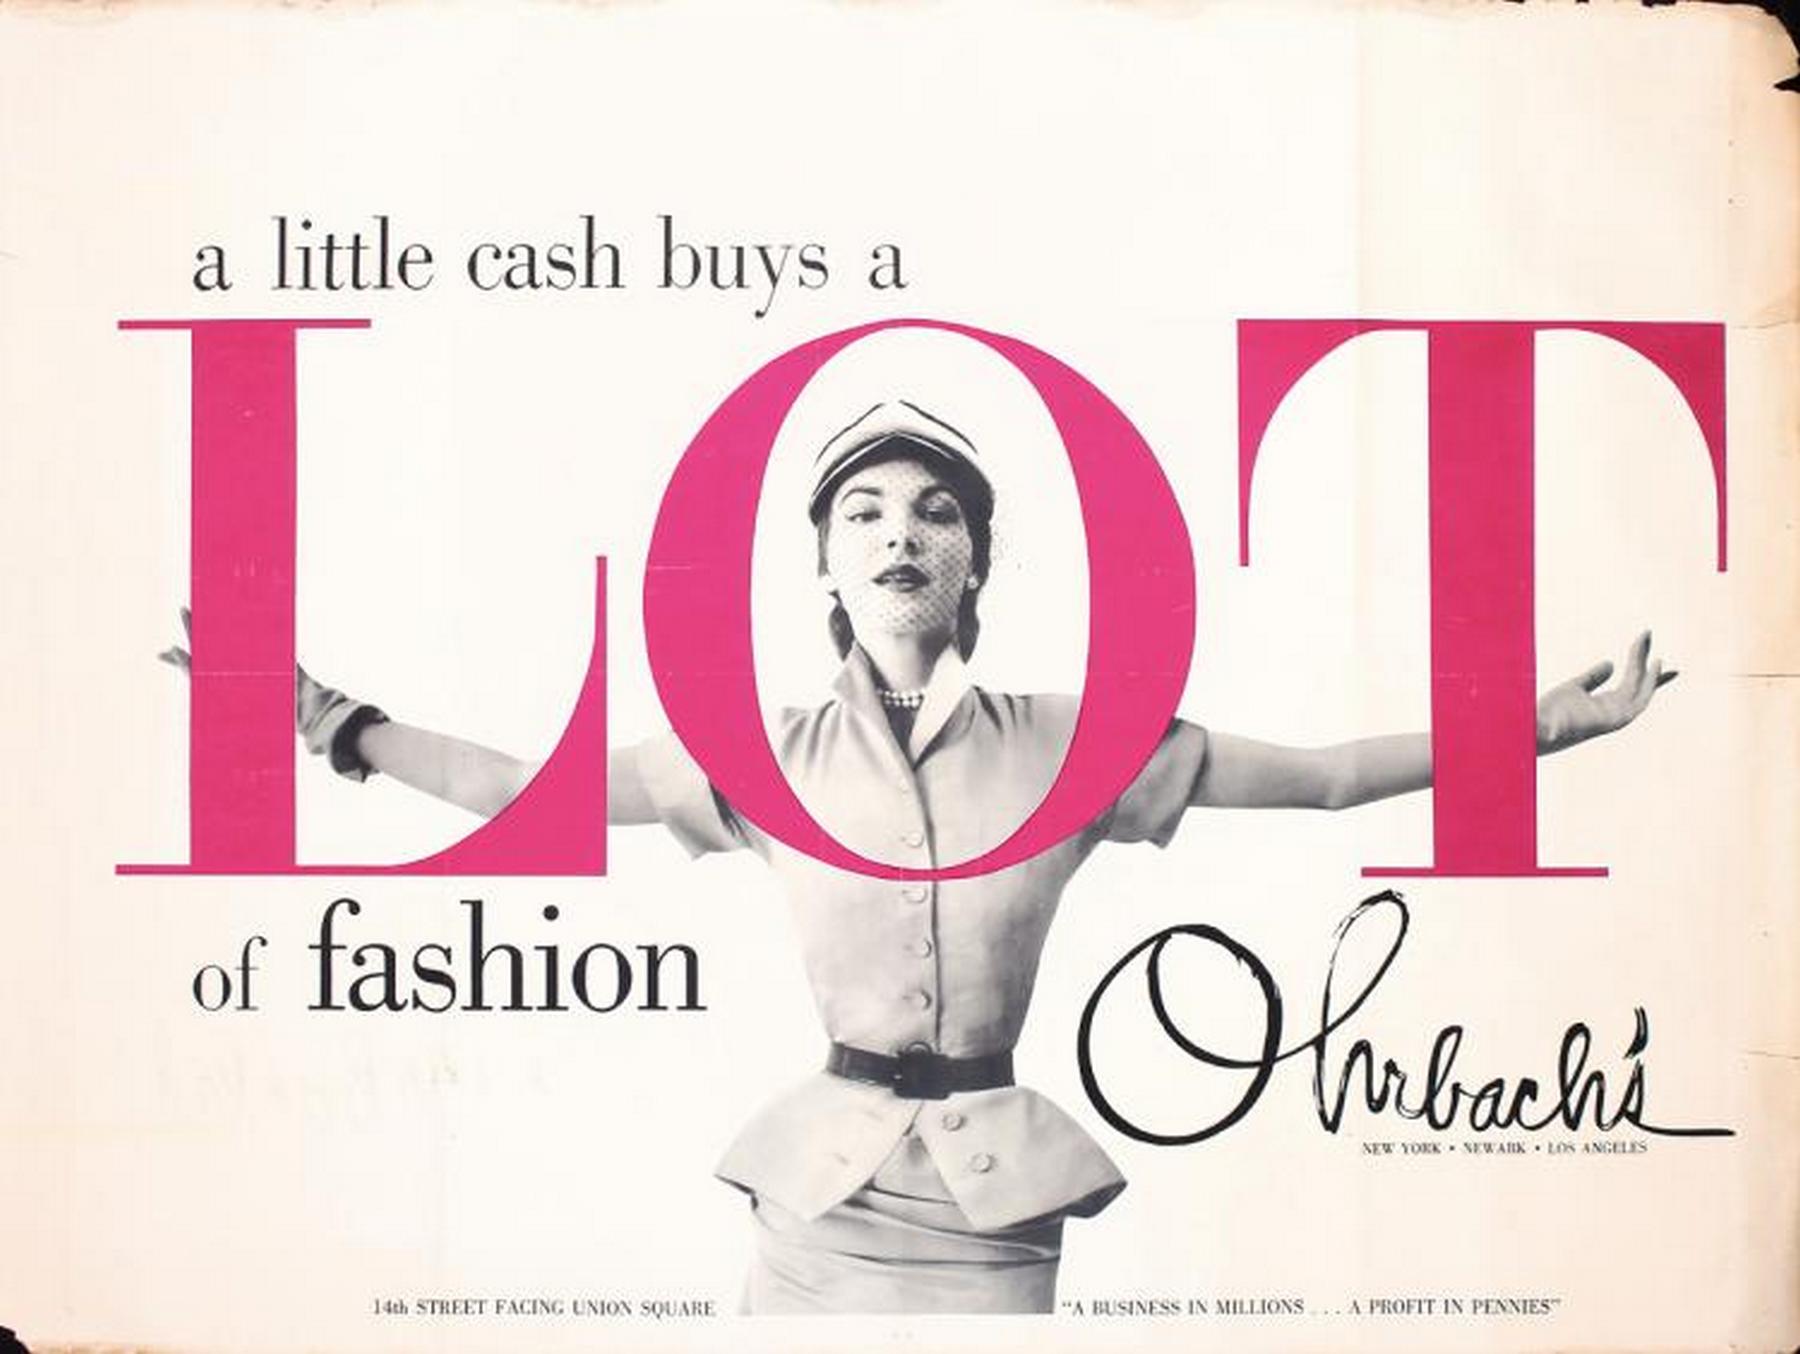 a little cash buys a
LOT
of fashion
Ohrbach's
NEW YORK • NEWARK • LOS ANGELES
14th STREET FACING UNION SQUARE
"A BUSINESS IN MILLIONS . . . A PROFIT IN PENNIES"